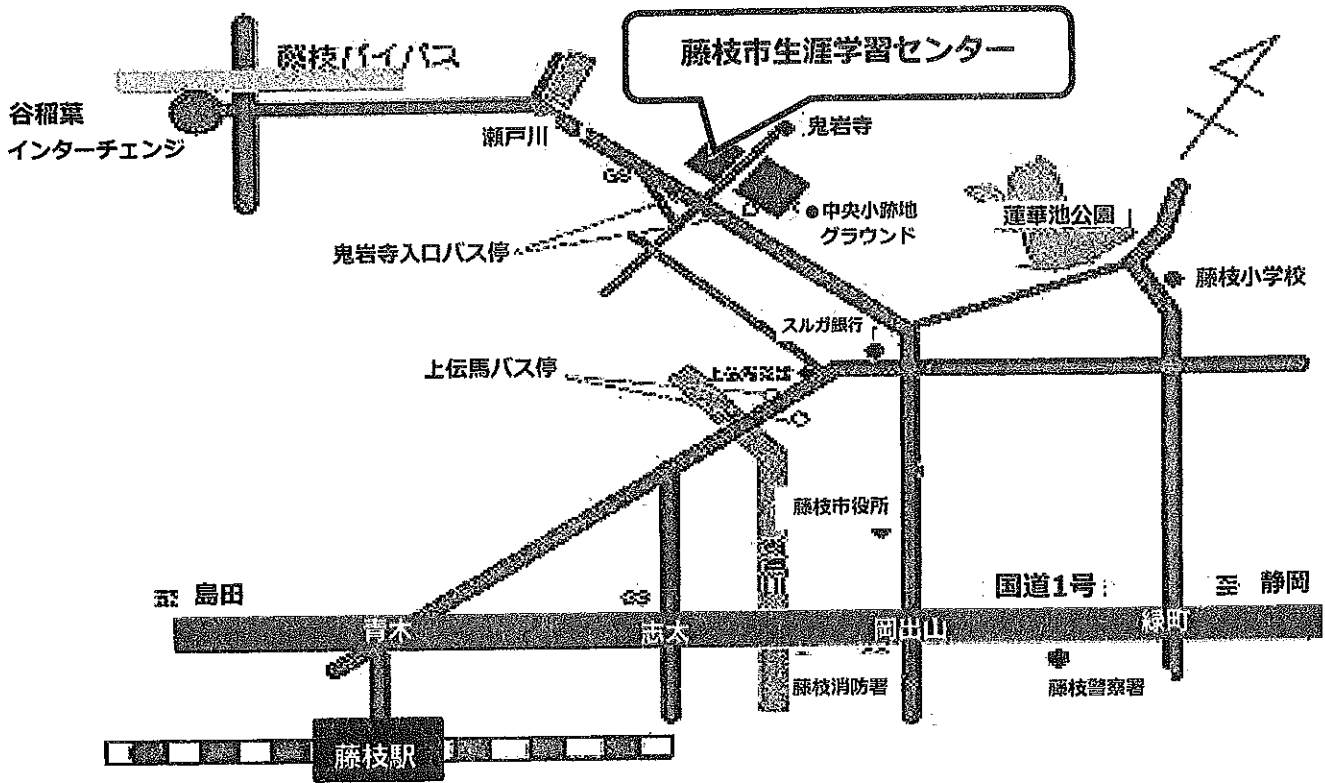 藤枝バイパス
藤枝市生涯学習センター
谷稲葉
インターチェンジ
瀬戸川
鬼岩寺
GS
中央小跡地
グラウンド
蓮華池公園
鬼岩寺入口バス停
藤枝小学校
スルガ銀行
上伝馬バス停
藤枝市役所
島田
国道1号
静岡
青木
志太
岡出山
緑町
藤枝消防署
藤枝警察署
藤枝駅